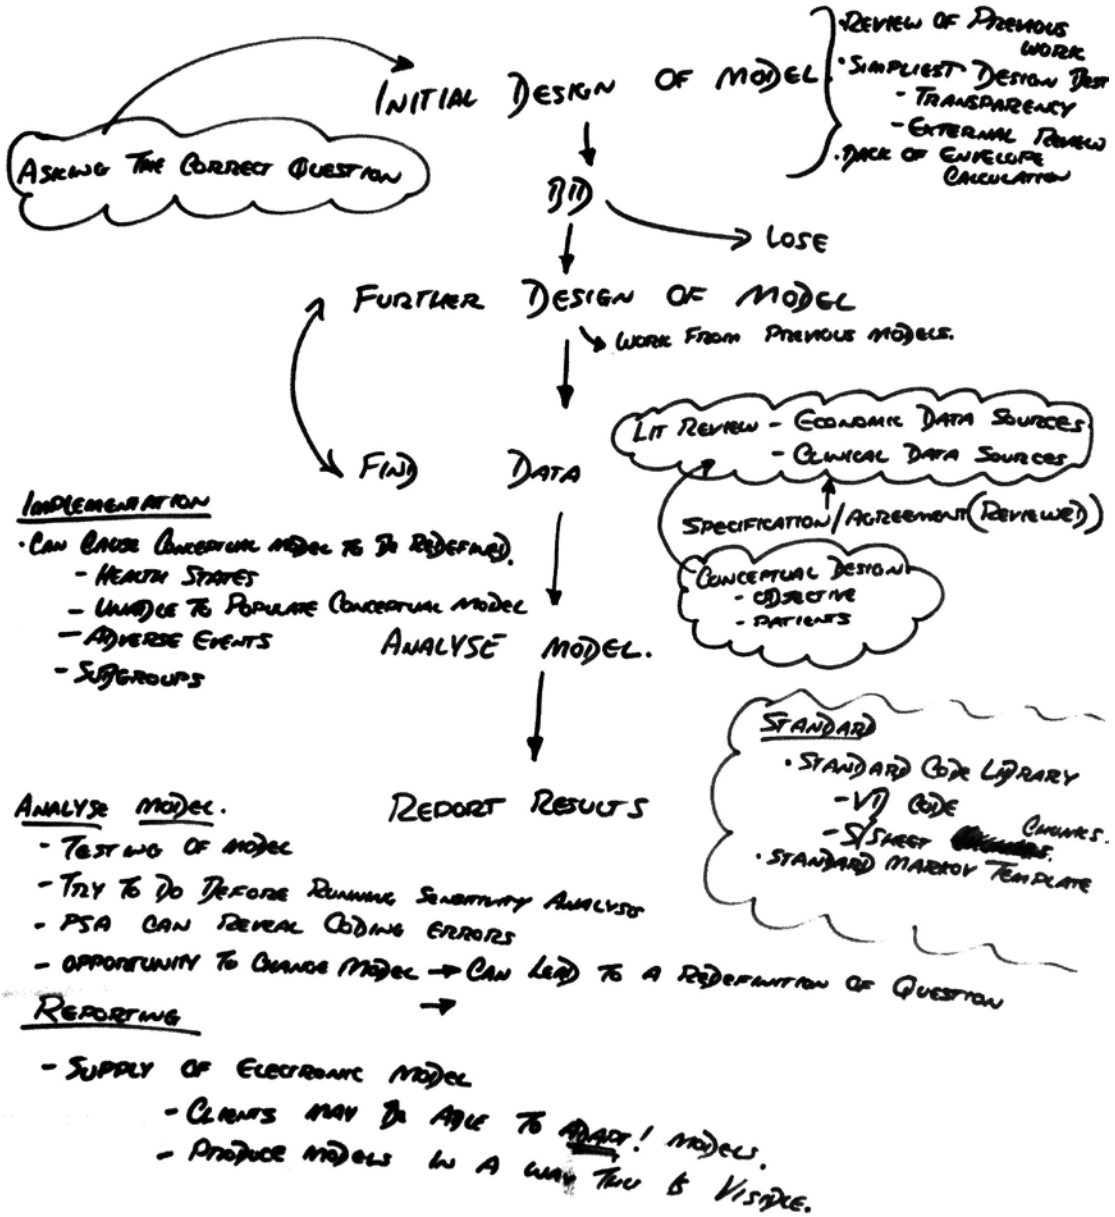 · REVIEW OF PREVIOUS
WORK
INITIAL DESIGN OF MODEL.
· SIMPLIEST DESIGN BEST
- TRANSPARENCY
- EXTERNAL REVIEW
· BACK OF ENVELOPE
CALCULATION
ASKING THE CORRECT QUESTION
BID
LOSE
FURTHER DESIGN OF MODEL
WORK FROM PREVIOUS MODELS.
LIT REVIEW - ECONOMIC DATA SOURCES
- CLINICAL DATA SOURCES
FIND DATA
SPECIFICATION/AGREEMENT (REVIEWED)
CONCEPTUAL DESIGN
- OBJECTIVE
- PATIENTS
IMPLEMENTATION
· CAN CAUSE CONCEPTUAL MODEL TO BE REDEFINED.
- HEALTH STATES
- UNABLE TO POPULATE CONCEPTUAL MODEL
- ADVERSE EVENTS
- SUBGROUPS
ANALYSE MODEL.
STANDARD
· STANDARD CODE LIBRARY
- VB CODE
- S/SHEET CHUNKS.
· STANDARD MARKOV TEMPLATE
REPORT RESULTS
ANALYSE MODEL.
- TESTING OF MODEL
- TRY TO DO BEFORE RUNNING SENSITIVITY ANALYSIS
- PSA CAN REVEAL CODING ERRORS
- OPPORTUNITY TO CHANGE MODEL → CAN LEAD TO A REDEFINITION OF QUESTION
→
REPORTING
- SUPPLY OF ELECTRONIC MODEL
- CLIENTS MAY BE ABLE TO ADAPT! MODELS.
- PRODUCE MODELS IN A WAY THIS IS VISIBLE.